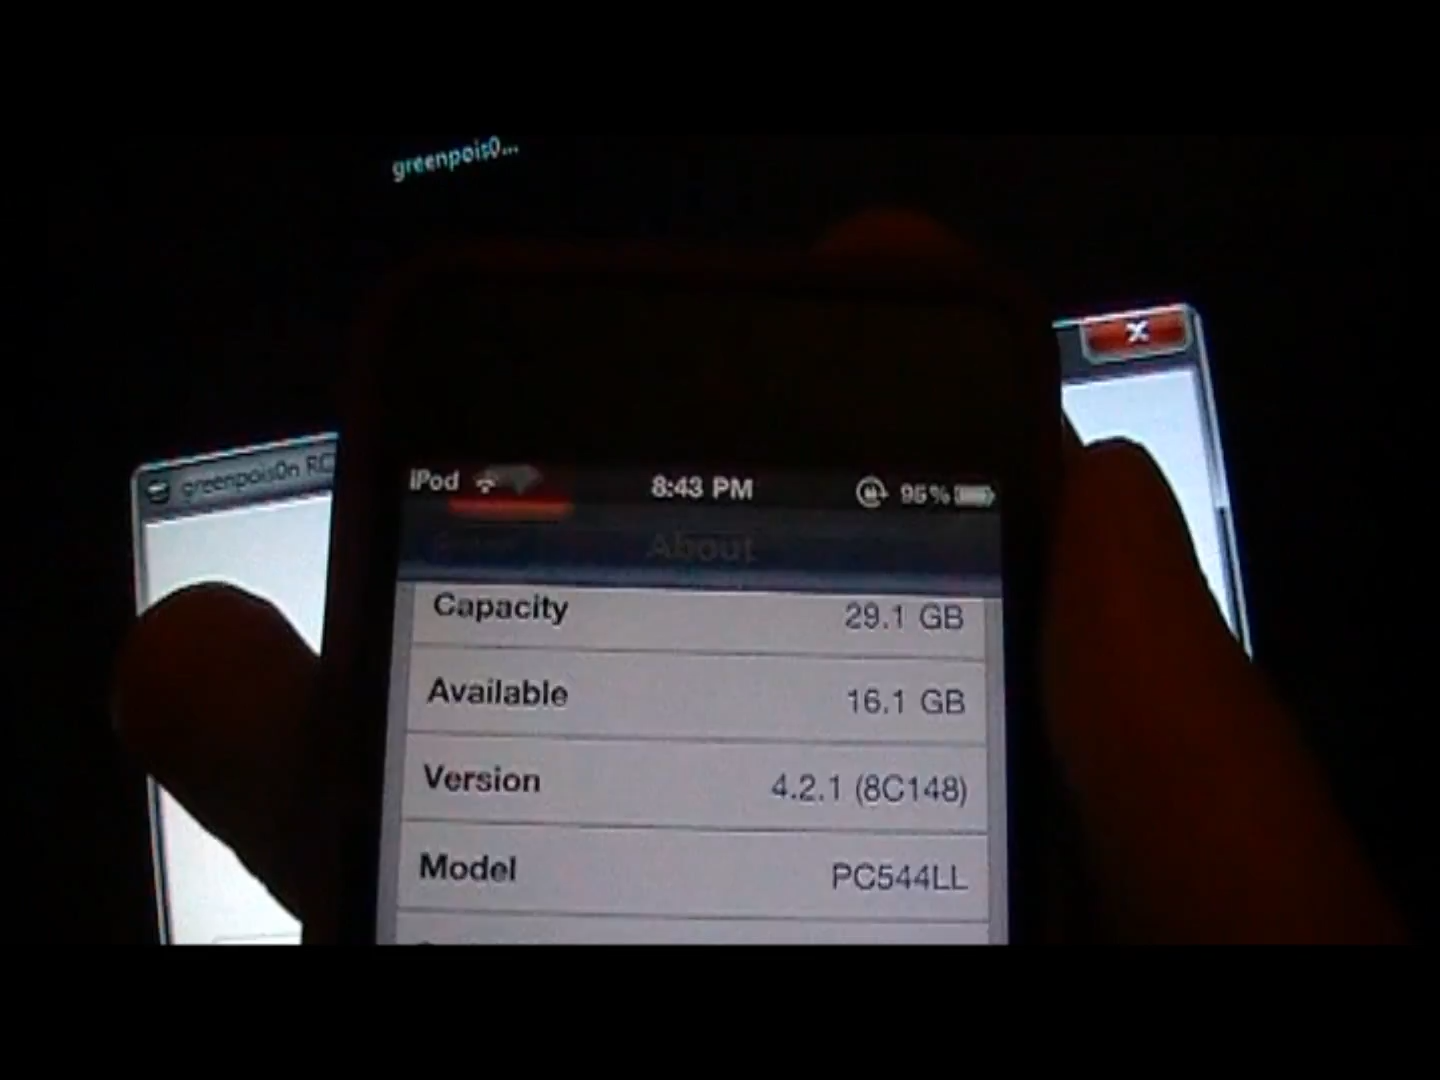 greenpois0...
greenpois0n RC
iPod 8:43 PM 95%
About
Capacity 29.1 GB
Available 16.1 GB
Version 4.2.1 (8C148)
Model PC544LL